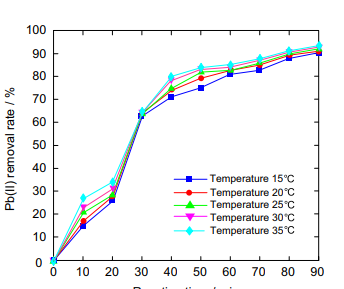 100
90
80
70
60
50
40
30
20
10
0
Pb(II) removal rate / %
Temperature 15℃
Temperature 20℃
Temperature 25℃
Temperature 30℃
Temperature 35℃
0 10 20 30 40 50 60 70 80 90